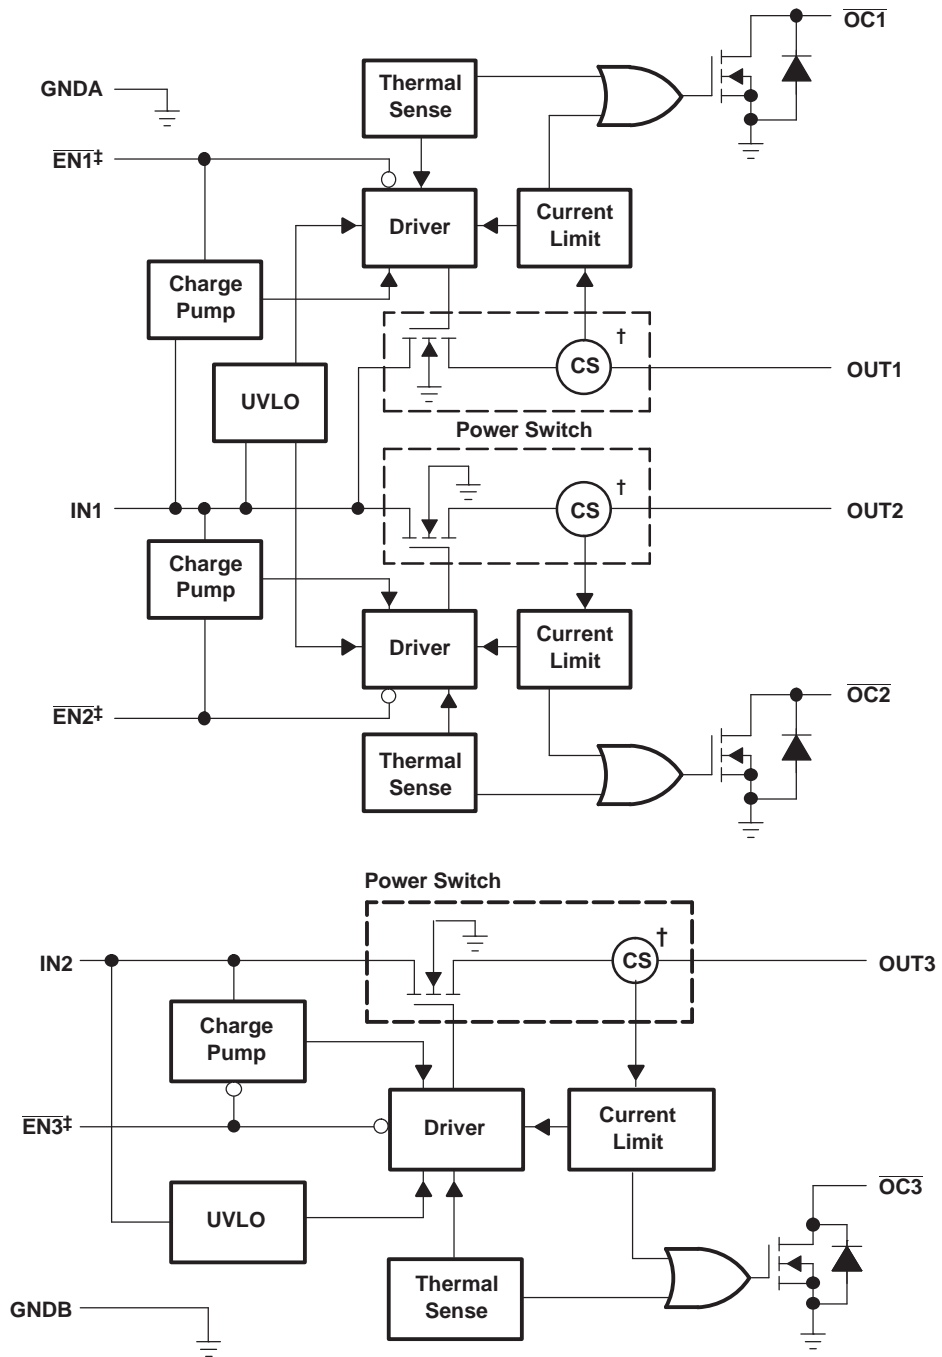 OC1
GNDA
Thermal
Sense
EN1‡
Driver
Current
Limit
Charge
Pump
†
CS
OUT1
UVLO
Power Switch
†
IN1
CS
OUT2
Charge
Pump
Driver
Current
Limit
EN2‡
OC2
Thermal
Sense
Power Switch
†
IN2
CS
OUT3
Charge
Pump
EN3‡
Driver
Current
Limit
OC3
UVLO
Thermal
Sense
GNDB